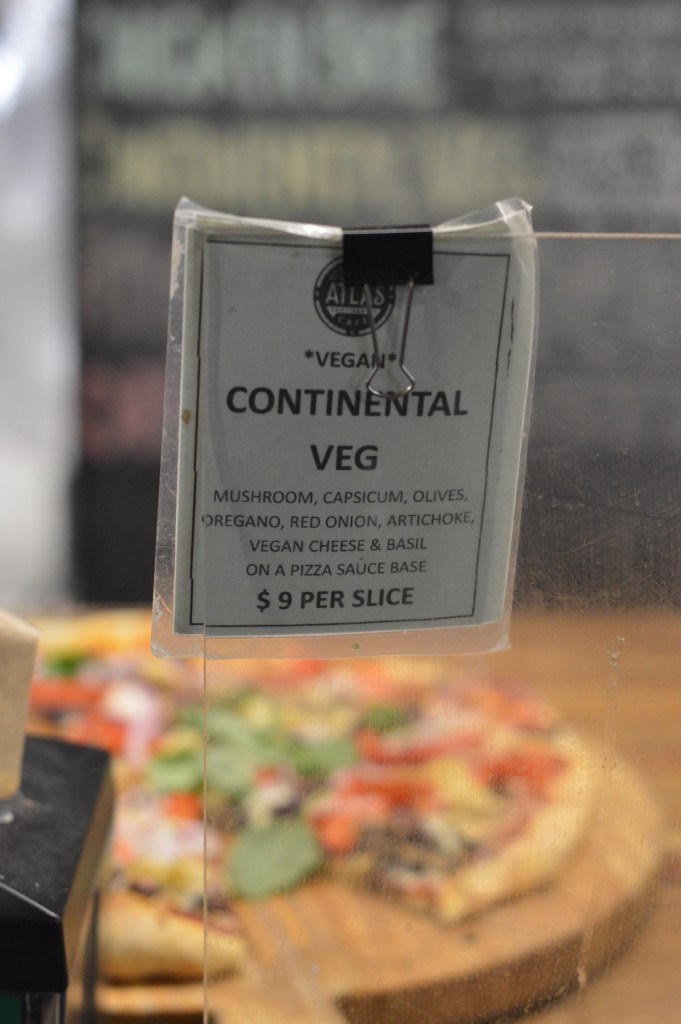 ATLAS
CAFE
*VEGAN*
CONTINENTAL
VEG
MUSHROOM, CAPSICUM, OLIVES,
OREGANO, RED ONION, ARTICHOKE,
VEGAN CHEESE & BASIL
ON A PIZZA SAUCE BASE
$ 9 PER SLICE